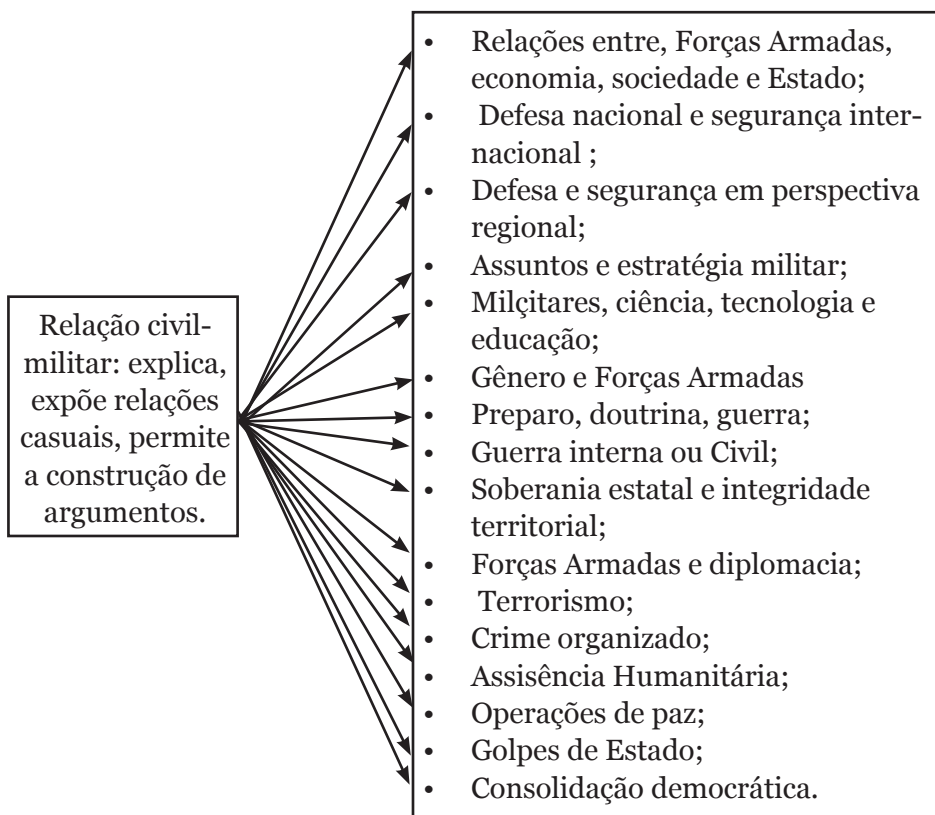 Relação civil-
militar: explica,
expõe relações
casuais, permite
a construção de
argumentos.
• Relações entre, Forças Armadas,
economia, sociedade e Estado;
• Defesa nacional e segurança inter-
nacional ;
• Defesa e segurança em perspectiva
regional;
• Assuntos e estratégia militar;
• Milçitares, ciência, tecnologia e
educação;
• Gênero e Forças Armadas
• Preparo, doutrina, guerra;
• Guerra interna ou Civil;
• Soberania estatal e integridade
territorial;
• Forças Armadas e diplomacia;
• Terrorismo;
• Crime organizado;
• Assisência Humanitária;
• Operações de paz;
• Golpes de Estado;
• Consolidação democrática.